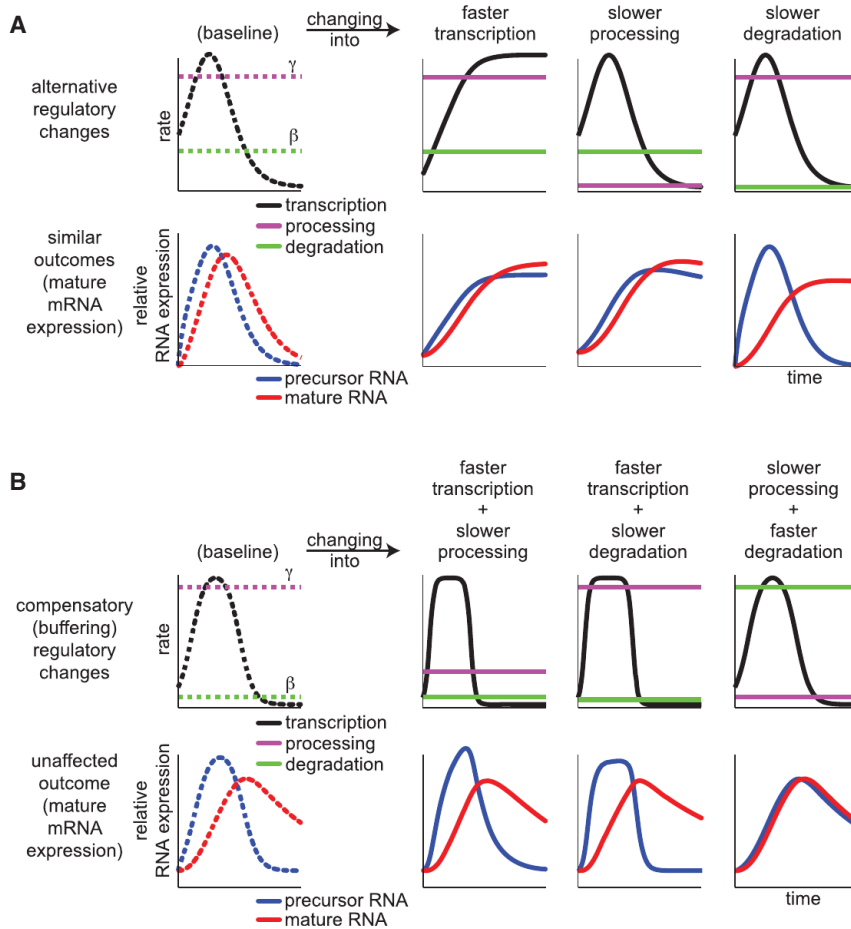 A
(baseline)
changing
into
faster
transcription
slower
processing
slower
degradation
alternative
regulatory
changes
rate
γ
β
transcription
processing
degradation
similar
outcomes
(mature
mRNA
expression)
relative
RNA expression
precursor RNA
mature RNA
time
B
(baseline)
changing
into
faster
transcription
+
slower
processing
faster
transcription
+
slower
degradation
slower
processing
+
faster
degradation
compensatory
(buffering)
regulatory
changes
rate
γ
β
transcription
processing
degradation
unaffected
outcome
(mature
mRNA
expression)
relative
RNA expression
precursor RNA
mature RNA
time